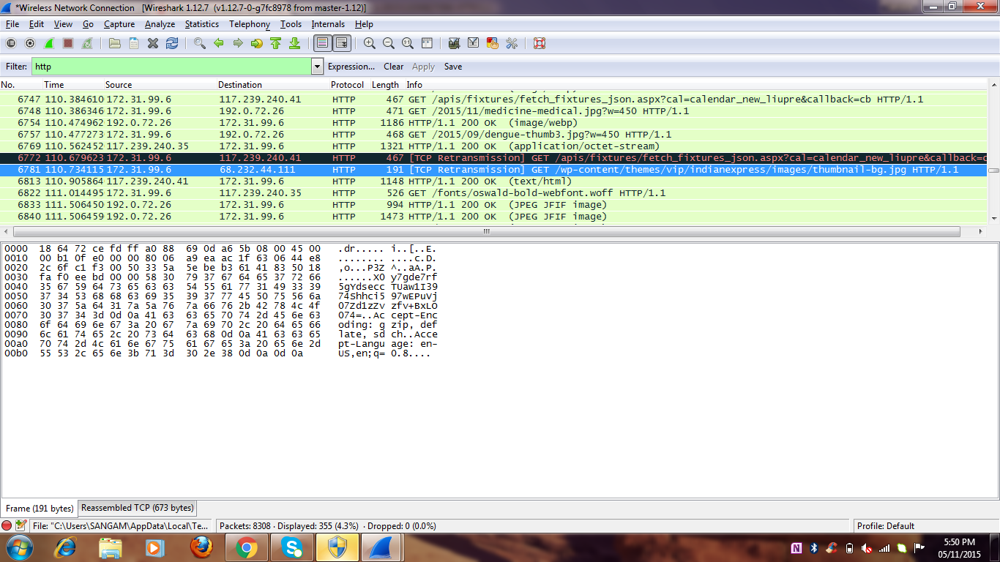 *Wireless Network Connection [Wireshark 1.12.7 (v1.12.7-0-g7fc8978 from master-1.12)]
File Edit View Go Capture Analyze Statistics Telephony Tools Internals Help
Filter: http Expression... Clear Apply Save
No. Time Source Destination Protocol Length Info
6747 110.384610 172.31.99.6 117.239.240.41 HTTP 467 GET /apis/fixtures/fetch_fixtures_json.aspx?cal=calendar_new_liupre&callback=cb HTTP/1.1
6748 110.386346 172.31.99.6 192.0.72.26 HTTP 471 GET /2015/11/medicine-medical.jpg?w=450 HTTP/1.1
6754 110.474962 192.0.72.26 172.31.99.6 HTTP 1186 HTTP/1.1 200 OK (image/webp)
6757 110.477273 172.31.99.6 192.0.72.26 HTTP 468 GET /2015/09/dengue-thumb3.jpg?w=450 HTTP/1.1
6769 110.562452 117.239.240.35 172.31.99.6 HTTP 1321 HTTP/1.1 200 OK (application/octet-stream)
6772 110.679623 172.31.99.6 117.239.240.41 HTTP 467 [TCP Retransmission] GET /apis/fixtures/fetch_fixtures_json.aspx?cal=calendar_new_liupre&callback=c
6781 110.734115 172.31.99.6 68.232.44.111 HTTP 191 [TCP Retransmission] GET /wp-content/themes/vip/indianexpress/images/thumbnail-bg.jpg HTTP/1.1
6813 110.905864 117.239.240.41 172.31.99.6 HTTP 1148 HTTP/1.1 200 OK (text/html)
6822 111.014495 172.31.99.6 117.239.240.35 HTTP 526 GET /fonts/oswald-bold-webfont.woff HTTP/1.1
6833 111.506450 192.0.72.26 172.31.99.6 HTTP 994 HTTP/1.1 200 OK (JPEG JFIF image)
6840 111.506459 192.0.72.26 172.31.99.6 HTTP 1473 HTTP/1.1 200 OK (JPEG JFIF image)
0000 18 64 72 ce fd ff a0 88 69 0d a6 5b 08 00 45 00 .dr..... i..[..E.
0010 00 b1 0f e0 00 00 80 06 a9 ea ac 1f 63 06 44 e8 ........ ....c.D.
0020 2c 6f c1 f3 00 50 33 5a 5e be b3 61 41 83 50 18 ,o...P3Z ^..aA.P.
0030 fa f0 ee bd 00 00 58 30 79 37 67 64 65 37 72 66 ......X0 y7gde7rf
0040 35 67 59 64 73 65 63 63 54 55 61 77 31 49 33 39 5gYdsecc TUaw1I39
0050 37 34 53 68 68 63 69 35 39 37 77 45 50 75 56 6a 74Shhci5 97wEPuVj
0060 30 37 5a 64 31 7a 5a 76 7a 66 76 2b 42 78 4c 4f 07Zd1zZv zfv+BxLO
0070 30 37 34 3d 0d 0a 41 63 63 65 70 74 2d 45 6e 63 074=..Ac cept-Enc
0080 6f 64 69 6e 67 3a 20 67 7a 69 70 2c 20 64 65 66 oding: g zip, def
0090 6c 61 74 65 2c 20 73 64 63 68 0d 0a 41 63 63 65 late, sd ch..Acce
00a0 70 74 2d 4c 61 6e 67 75 61 67 65 3a 20 65 6e 2d pt-Langu age: en-
00b0 55 53 2c 65 6e 3b 71 3d 30 2e 38 0d 0a 0d 0a US,en;q= 0.8....
Frame (191 bytes) Reassembled TCP (673 bytes)
File: "C:\Users\SANGAM\AppData\Local\Te... Packets: 8308 · Displayed: 355 (4.3%) · Dropped: 0 (0.0%) Profile: Default
5:50 PM
05/11/2015